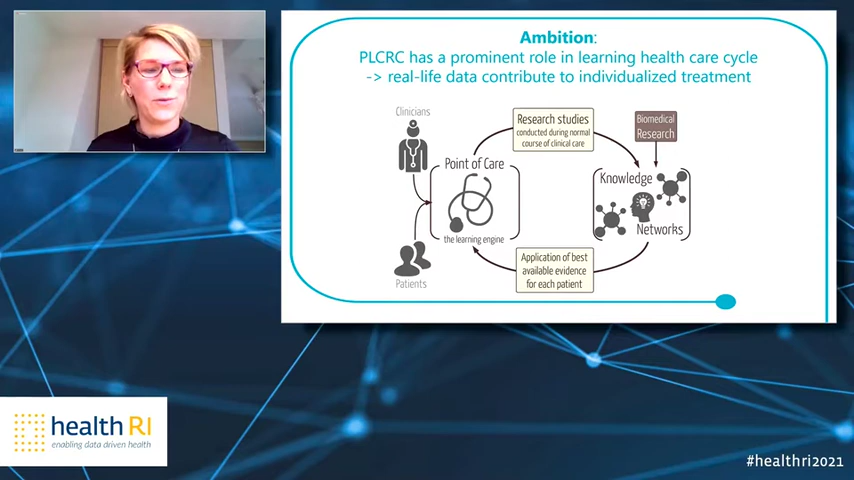 Ambition:
PLCRC has a prominent role in learning health care cycle
-> real-life data contribute to individualized treatment
Clinicians
Research studies
conducted during normal
course of clinical care
Biomedical
Research
Point of Care
Knowledge
Networks
the learning engine
Application of best
available evidence
for each patient
Patients
health RI
enabling data driven health
#healthri2021